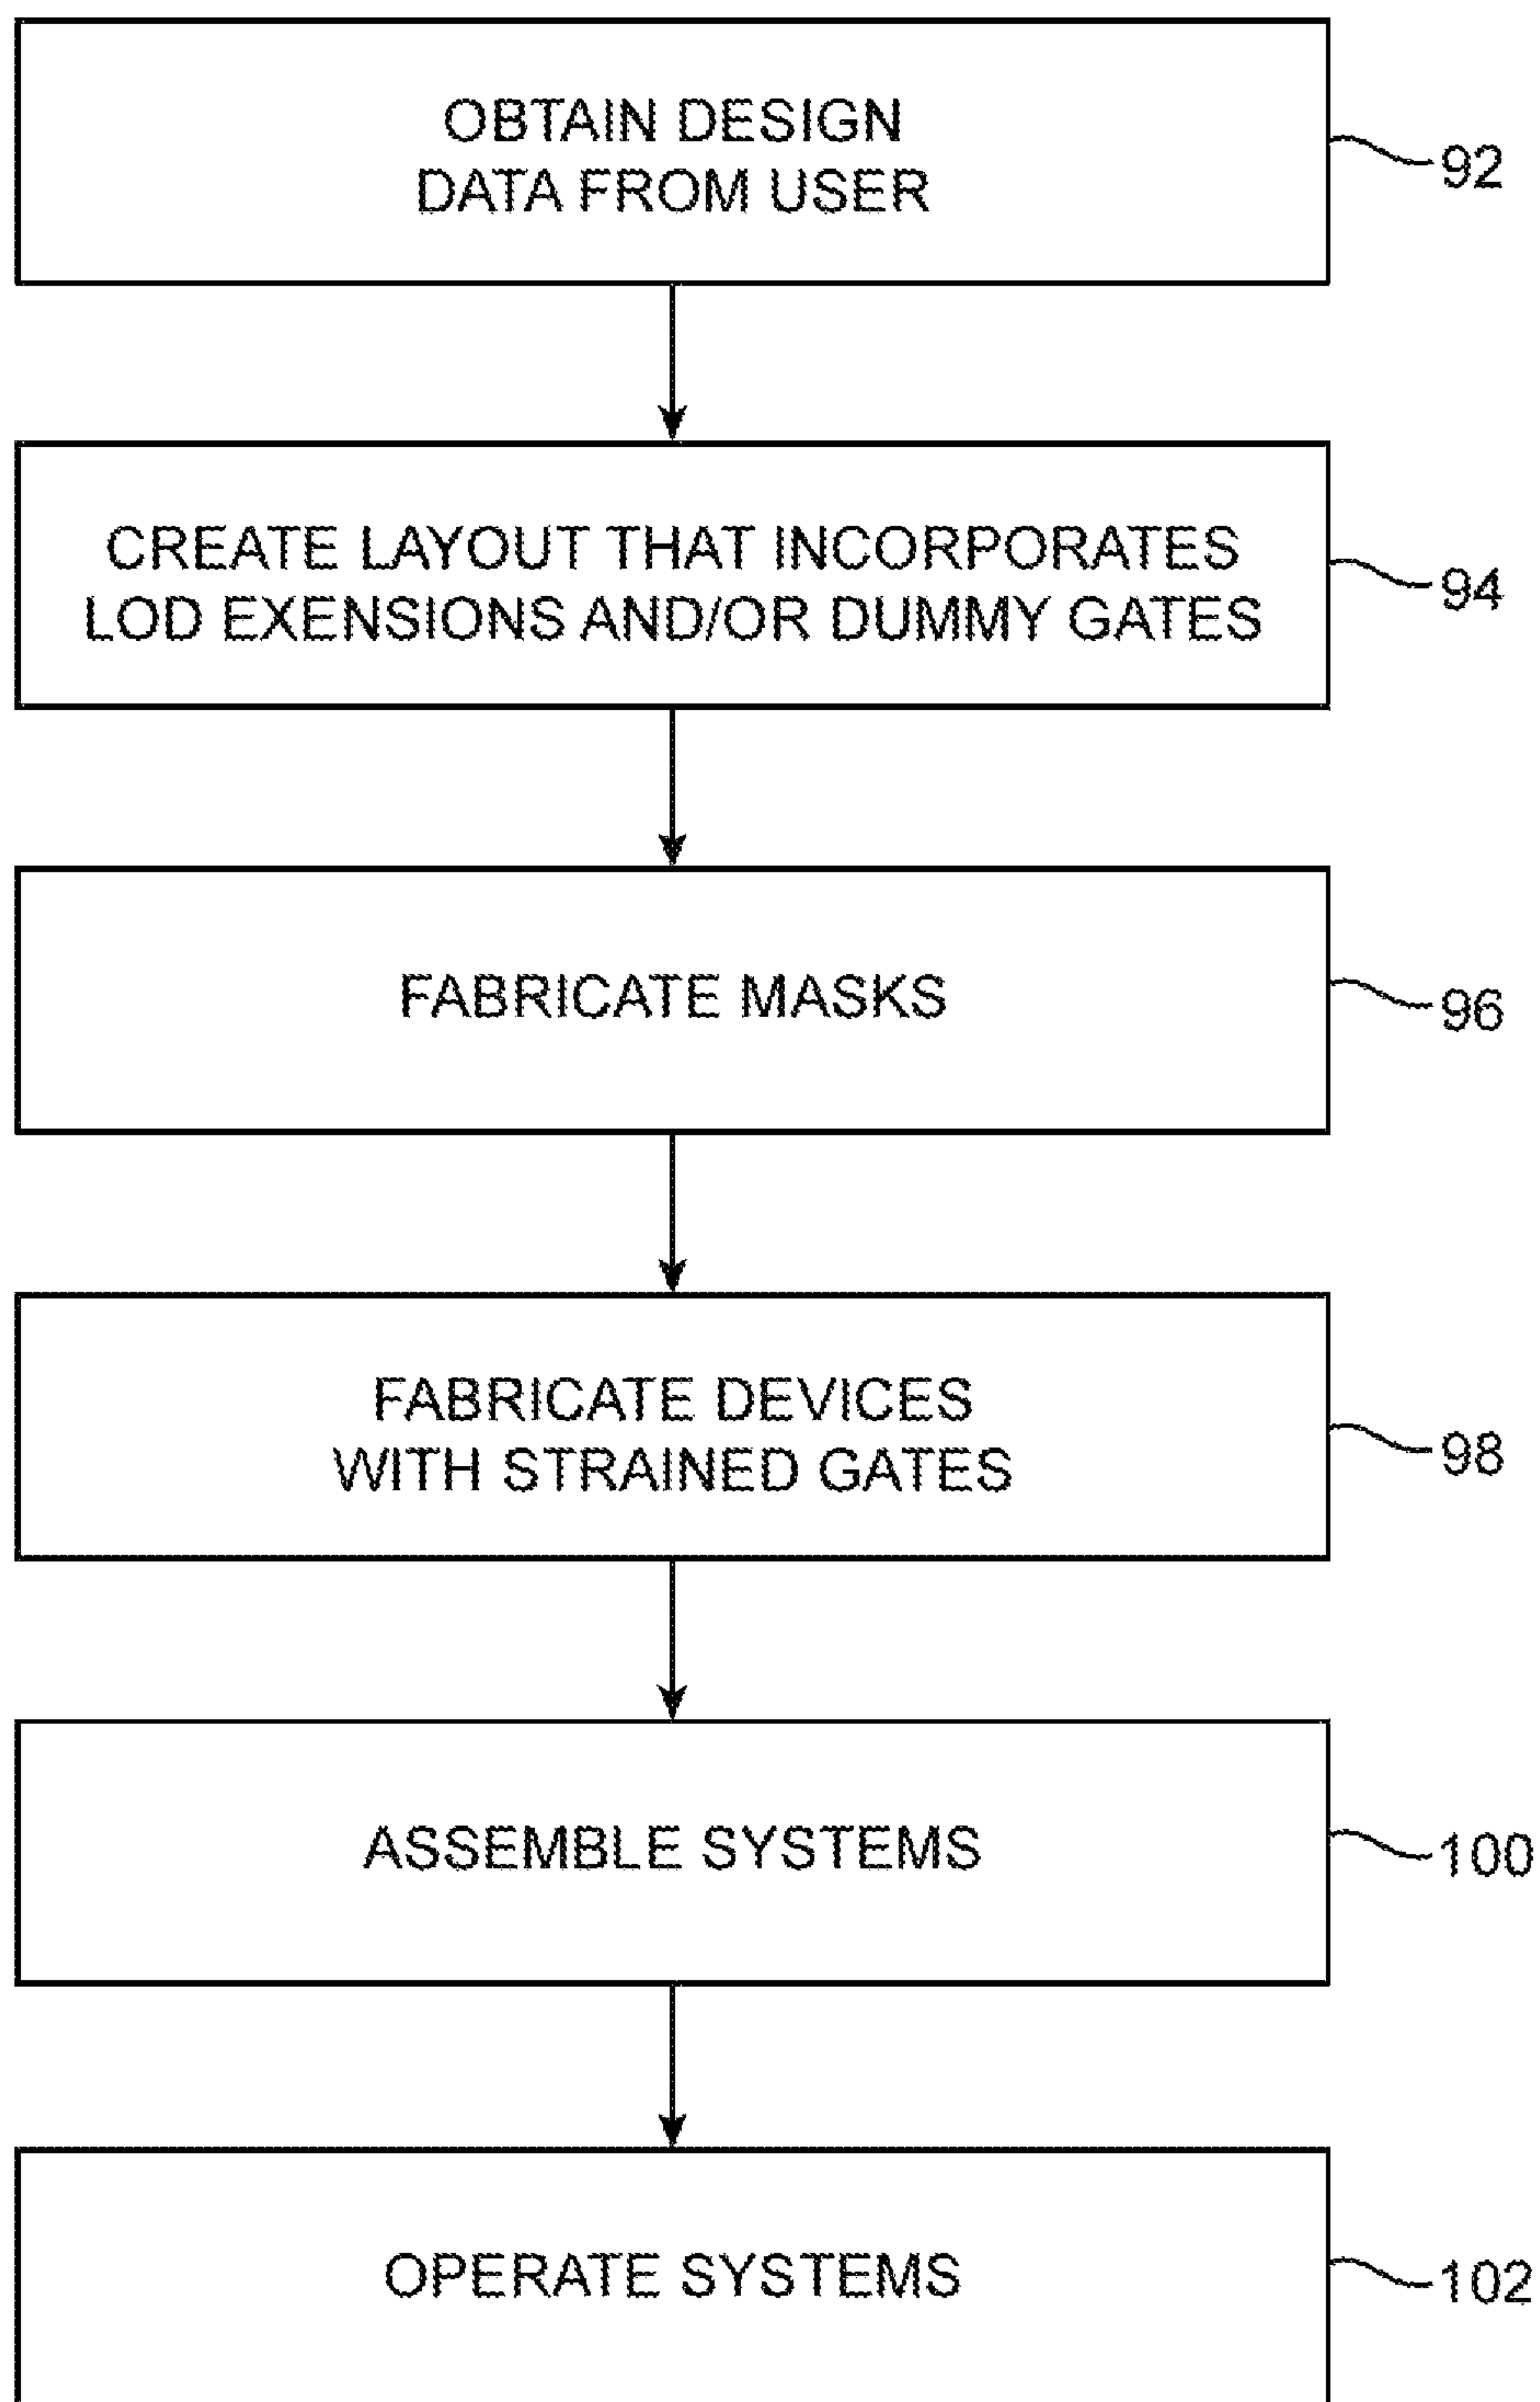 OBTAIN DESIGN
DATA FROM USER
92
CREATE LAYOUT THAT INCORPORATES
LOD EXENSIONS AND/OR DUMMY GATES
94
FABRICATE MASKS
96
FABRICATE DEVICES
WITH STRAINED GATES
98
ASSEMBLE SYSTEMS
100
OPERATE SYSTEMS
102